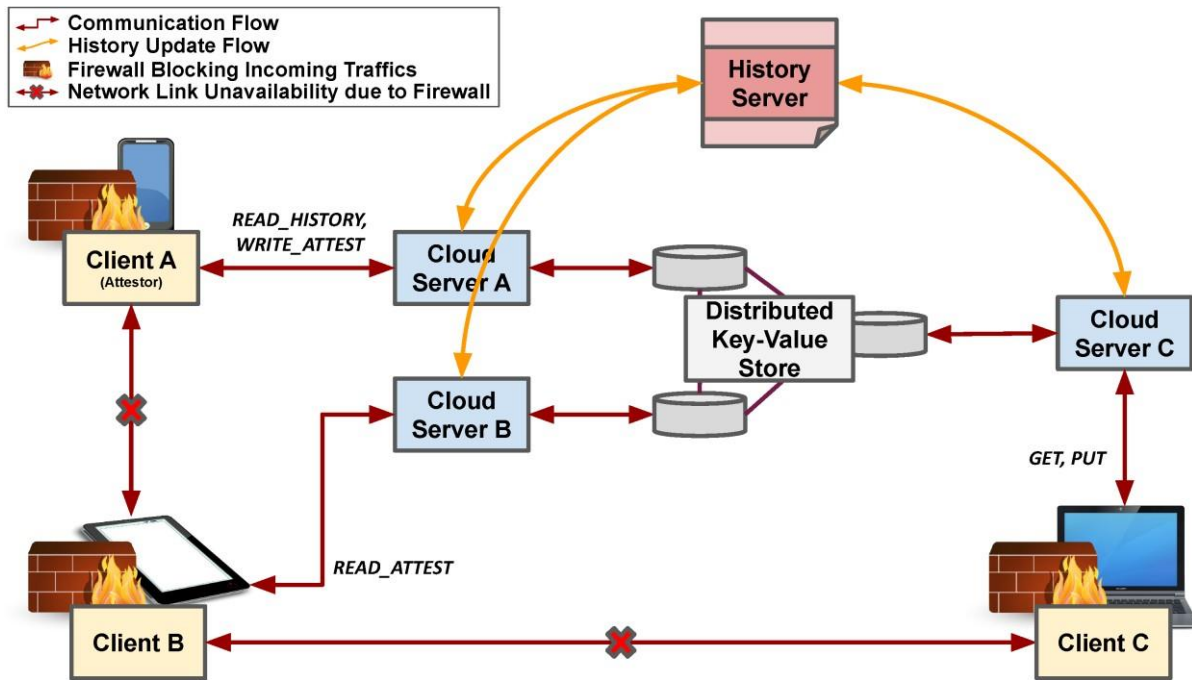 Communication Flow
History Update Flow
Firewall Blocking Incoming Traffics
Network Link Unavailability due to Firewall
History
Server
READ_HISTORY,
WRITE_ATTEST
Client A
(Attestor)
Cloud
Server A
Distributed
Key-Value
Store
Cloud
Server C
Cloud
Server B
GET, PUT
READ_ATTEST
Client B
Client C